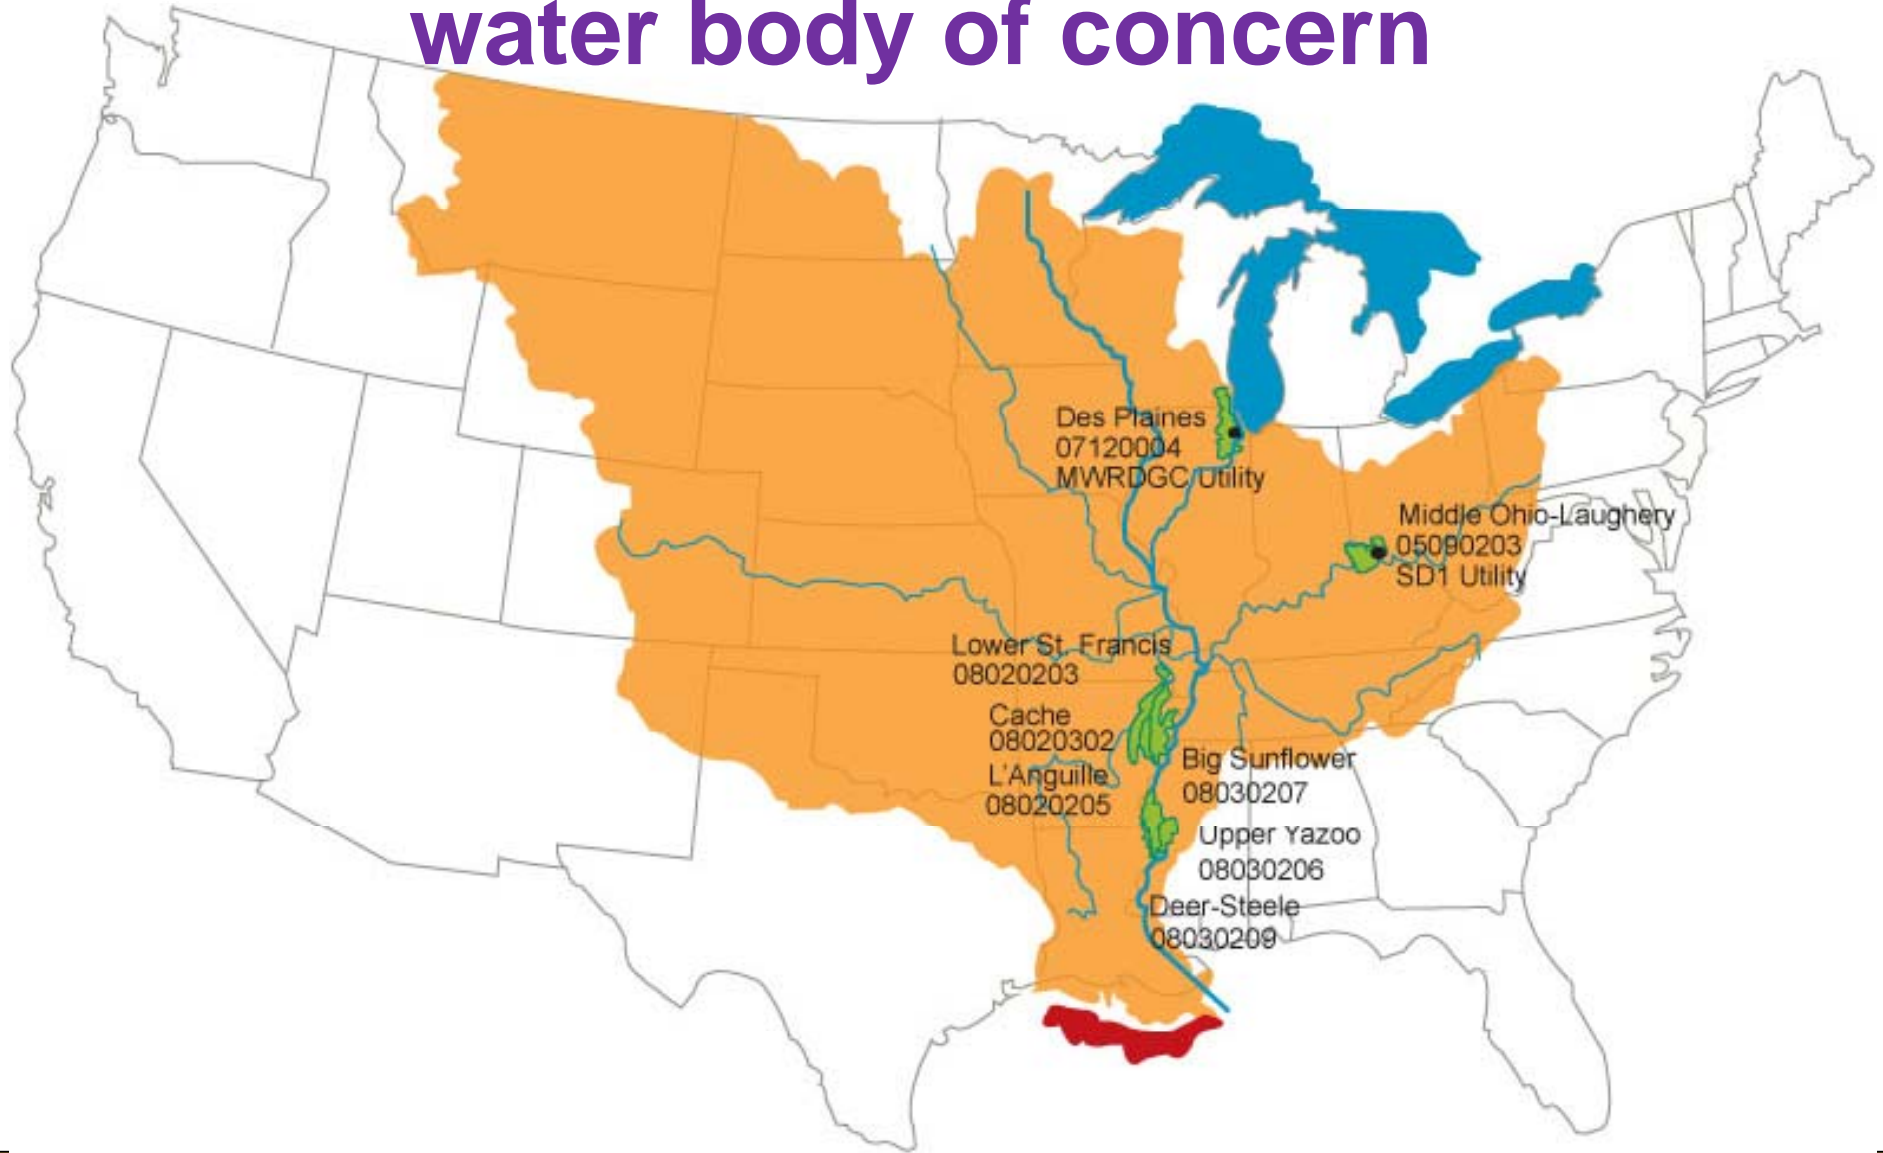 water body of concern
Des Plaines
07120004
MWRDGC Utility
Middle Ohio-Laughery
05090203
SD1 Utility
Lower St. Francis
08020203
Cache
08020302
L'Anguille
08020205
Big Sunflower
08030207
Upper Yazoo
08030206
Deer-Steele
08030209